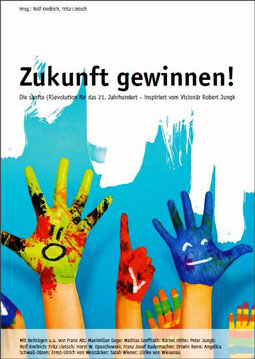 Hrsg.: Rolf Kreibich, Fritz Lietsch
Zukunft gewinnen!
Die sanfte (R)evolution für das 21. Jahrhundert – inspiriert vom Visionär Robert Jungk
Mit Beiträgen u.a. von Franz Alt; Maximilian Gege; Mathias Greffrath; Bärbel Höhn; Peter Jungk;
Rolf Kreibich; Fritz Lietsch; Horst W. Opaschowski; Franz Josef Radermacher; Ortwin Renn; Angelika
Schwall-Düren; Ernst-Ulrich von Weizsäcker; Sarah Wiener; Ulrike von Wiesenau